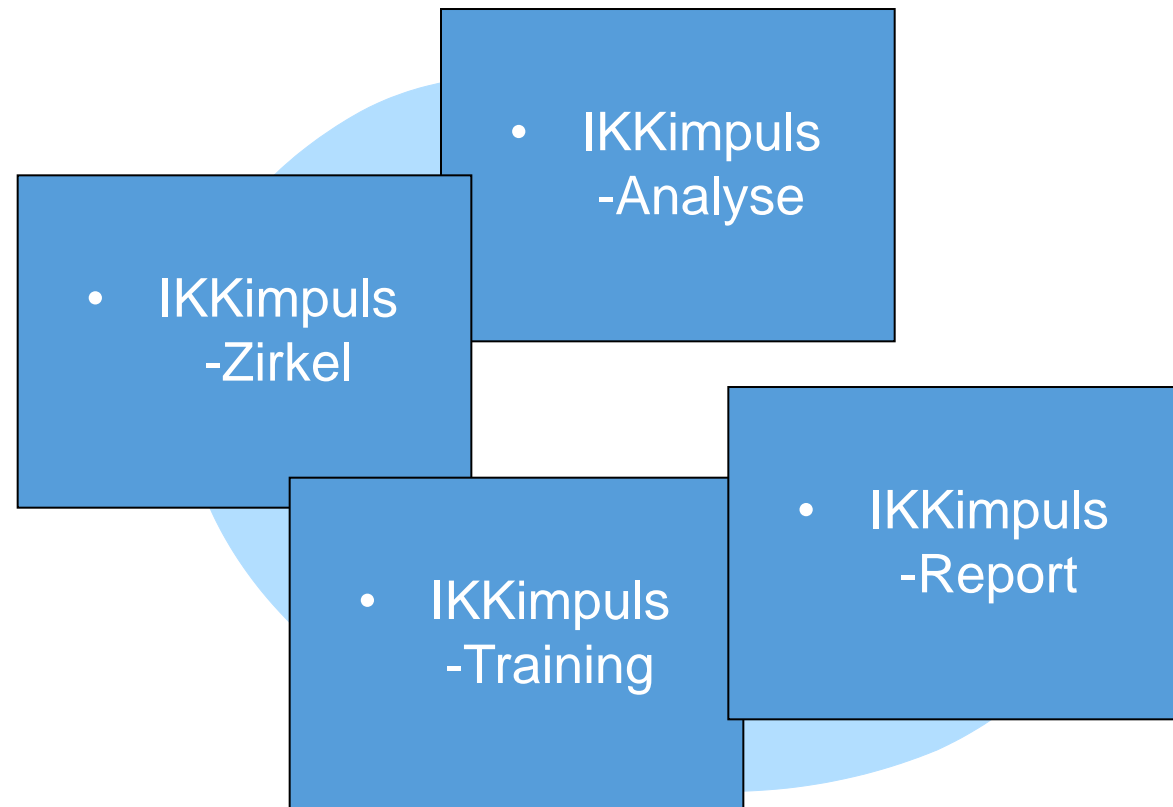 • IKKimpuls
-Analyse
• IKKimpuls
-Zirkel
• IKKimpuls
-Report
• IKKimpuls
-Training